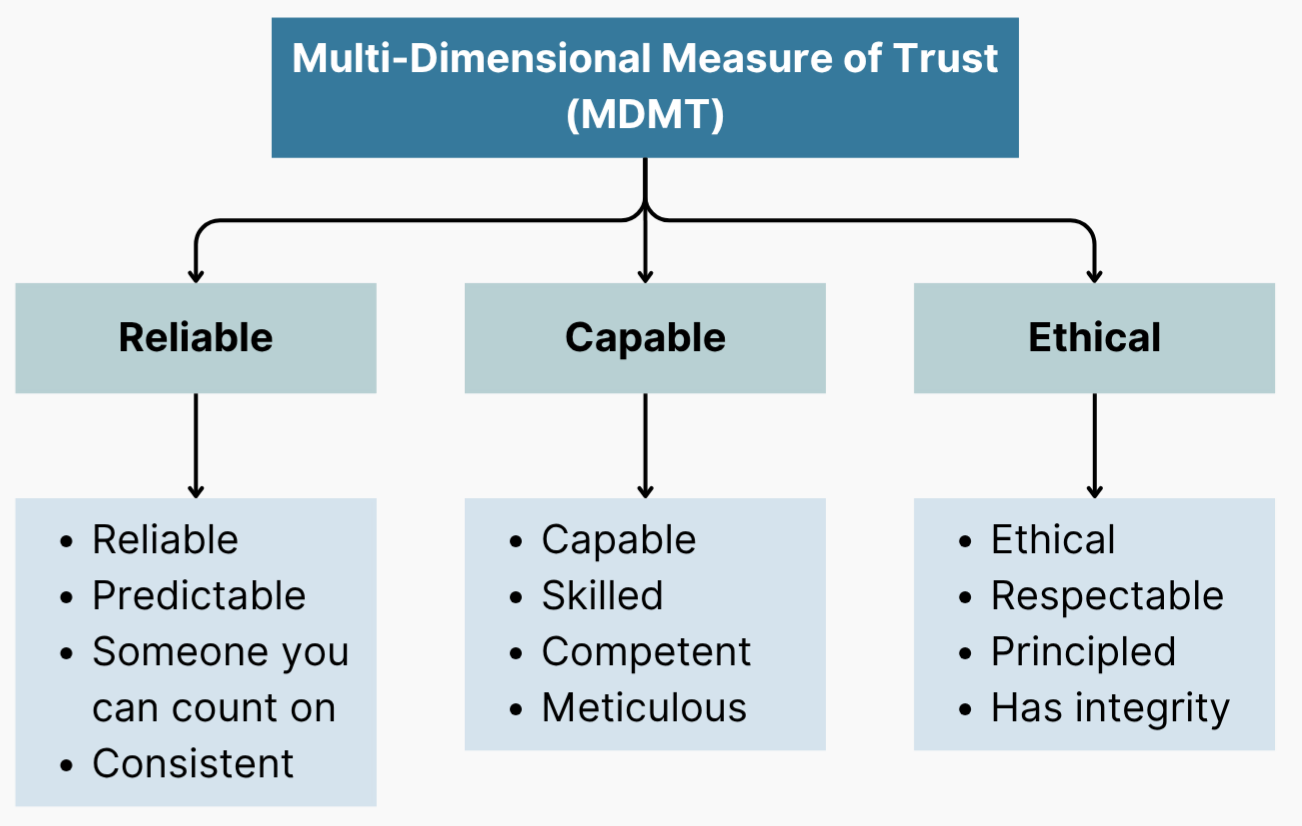 Multi-Dimensional Measure of Trust
(MDMT)
Reliable
Capable
Ethical
• Reliable
• Predictable
• Someone you
can count on
• Consistent
• Capable
• Skilled
• Competent
• Meticulous
• Ethical
• Respectable
• Principled
• Has integrity